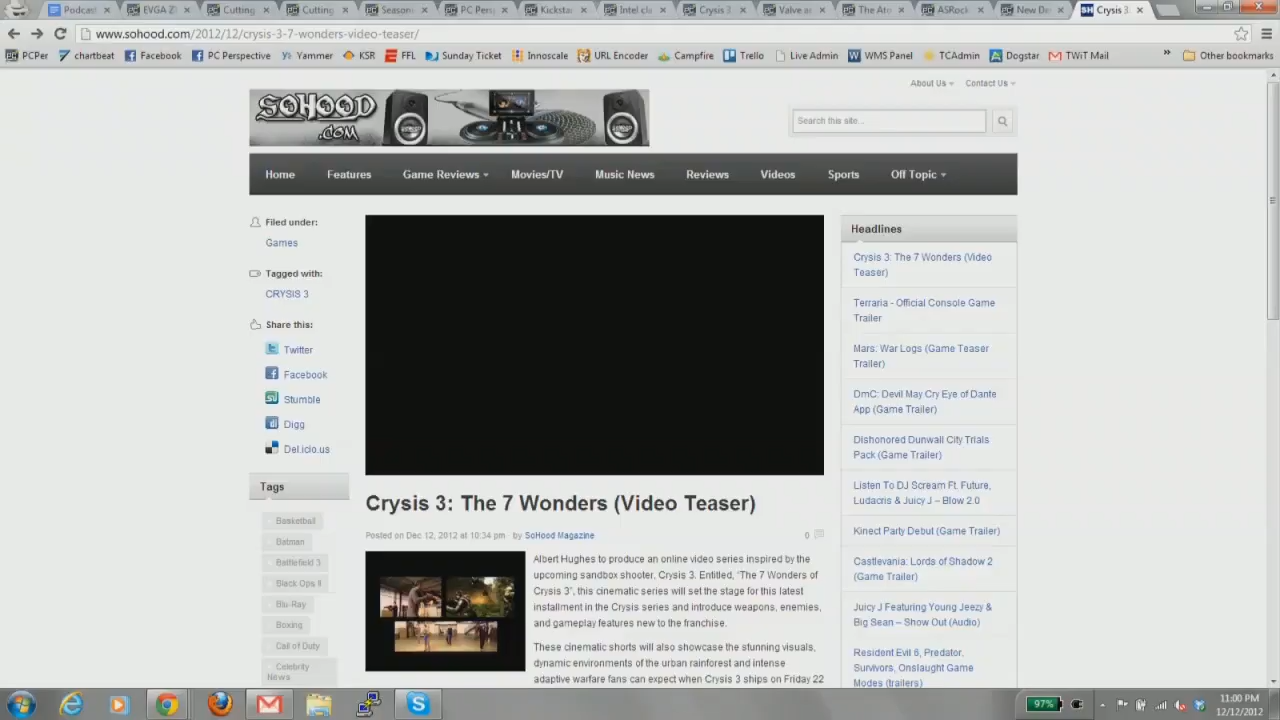 Podcast
EVGA Z
Cutting
Cutting
Season
PC Pers
Kickstar
Intel cla
Crysis 3
Valve an
The Ato
ASRock
New De
Crysis 3:
www.sohood.com/2012/12/crysis-3-7-wonders-video-teaser/
PCPer
chartbeat
Facebook
PC Perspective
Yammer
KSR
FFL
Sunday Ticket
Innoscale
URL Encoder
Campfire
Trello
Live Admin
WMS Panel
TCAdmin
Dogstar
TWiT Mail
»
Other bookmarks
About Us
Contact Us
SOHOOD
.COM
Search this site...
Home
Features
Game Reviews
Movies/TV
Music News
Reviews
Videos
Sports
Off Topic
Filed under:
Games
Tagged with:
CRYSIS 3
Share this:
Twitter
Facebook
Stumble
Digg
Del.icio.us
Tags
Basketball
Batman
Battlefield 3
Black Ops II
Blu-Ray
Boxing
Call of Duty
Celebrity
News
Crysis 3: The 7 Wonders (Video Teaser)
Posted on Dec 12, 2012 at 10:34 pm by SoHood Magazine
0
Albert Hughes to produce an online video series inspired by the
upcoming sandbox shooter, Crysis 3. Entitled, “The 7 Wonders of
Crysis 3”, this cinematic series will set the stage for this latest
installment in the Crysis series and introduce weapons, enemies,
and gameplay features new to the franchise.
These cinematic shorts will also showcase the stunning visuals,
dynamic environments of the urban rainforest and intense
adaptive warfare fans can expect when Crysis 3 ships on Friday 22
Headlines
Crysis 3: The 7 Wonders (Video
Teaser)
Terraria - Official Console Game
Trailer
Mars: War Logs (Game Teaser
Trailer)
DmC: Devil May Cry Eye of Dante
App (Game Trailer)
Dishonored Dunwall City Trials
Pack (Game Trailer)
Listen To DJ Scream Ft. Future,
Ludacris & Juicy J – Blow 2.0
Kinect Party Debut (Game Trailer)
Castlevania: Lords of Shadow 2
(Game Trailer)
Juicy J Featuring Young Jeezy &
Big Sean – Show Out (Audio)
Resident Evil 6, Predator,
Survivors, Onslaught Game
Modes (trailers)
97%
11:00 PM
12/12/2012